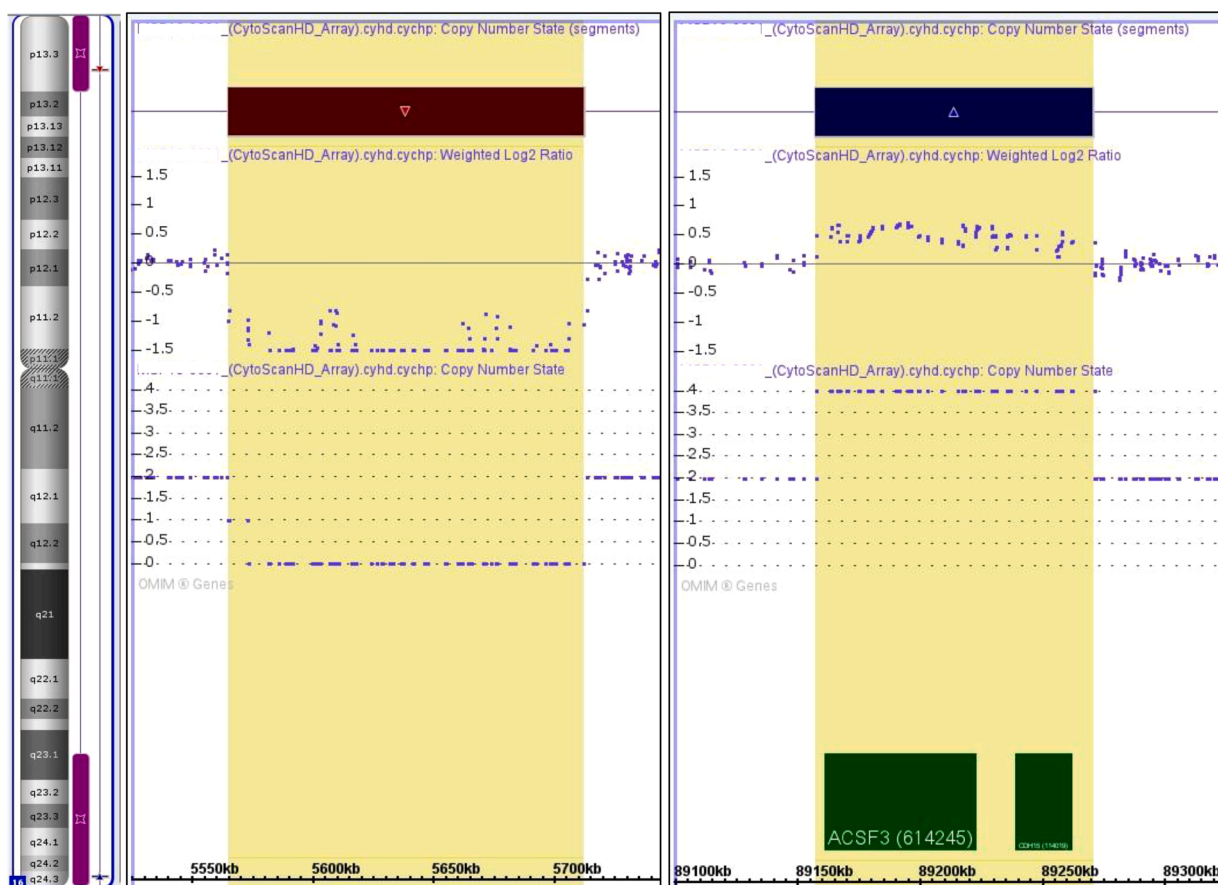 p13.3
p13.2
p13.13
p13.12
p13.11
p12.3
p12.2
p12.1
p11.2
p11.1
q11.1
q11.2
q12.1
q12.2
q21
q22.1
q22.2
q23.1
q23.2
q23.3
q24.1
q24.2
q24.3
16
_(CytoScanHD_Array).cyhd.cychp: Copy Number State (segments)
_(CytoScanHD_Array).cyhd.cychp: Weighted Log2 Ratio
1.5
1
0.5
0
-0.5
-1
-1.5
_(CytoScanHD_Array).cyhd.cychp: Copy Number State
4
3.5
3
2.5
2
1.5
1
0.5
0
OMIM ® Genes
5550kb 5600kb 5650kb 5700kb
_(CytoScanHD_Array).cyhd.cychp: Copy Number State (segments)
_(CytoScanHD_Array).cyhd.cychp: Weighted Log2 Ratio
1.5
1
0.5
0
-0.5
-1
-1.5
_(CytoScanHD_Array).cyhd.cychp: Copy Number State
4
3.5
3
2.5
2
1.5
1
0.5
0
OMIM ® Genes
ACSF3 (614245)
CDH15 (114019)
89100kb 89150kb 89200kb 89250kb 89300kb